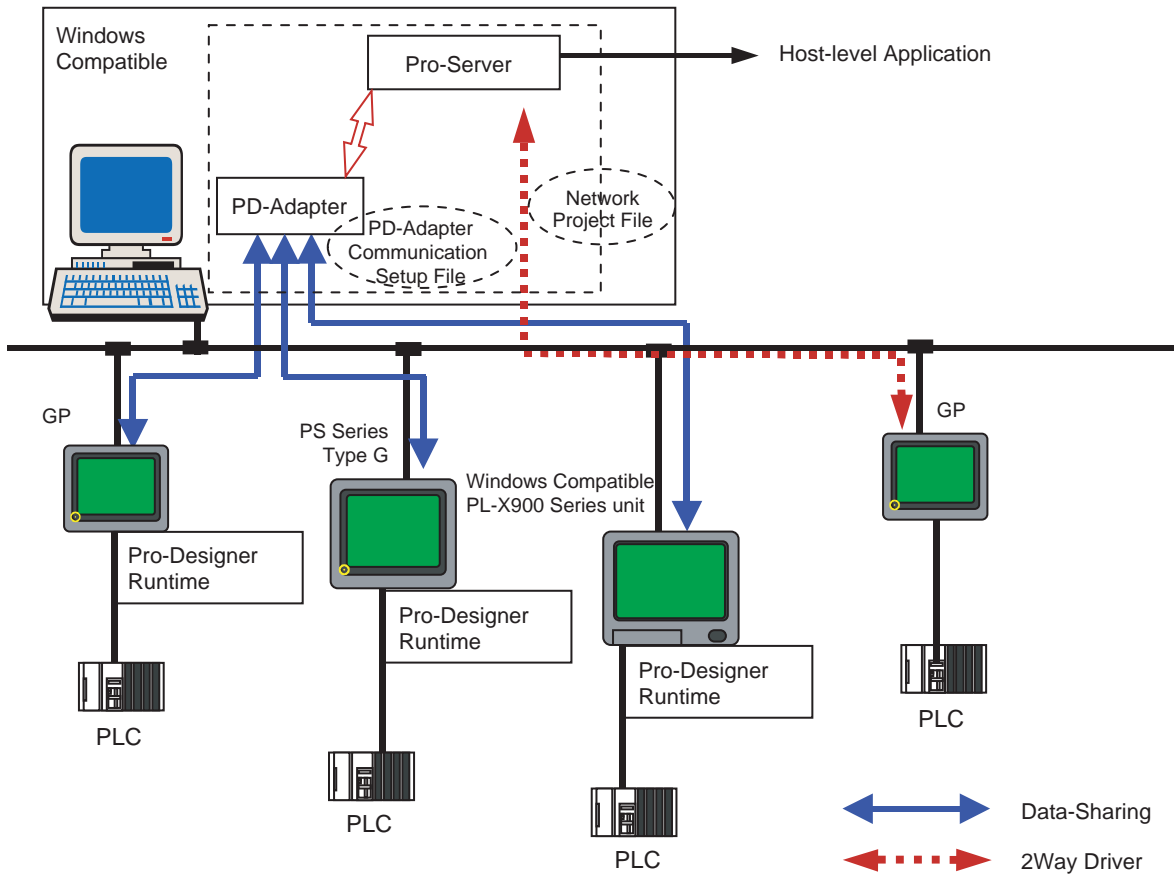 Windows
Compatible
Pro-Server
Host-level Application
PD-Adapter
Network
Project File
PD-Adapter
Communication
Setup File
GP
PS Series
Type G
Windows Compatible
PL-X900 Series unit
GP
Pro-Designer
Runtime
Pro-Designer
Runtime
Pro-Designer
Runtime
PLC
PLC
PLC
PLC
Data-Sharing
2Way Driver